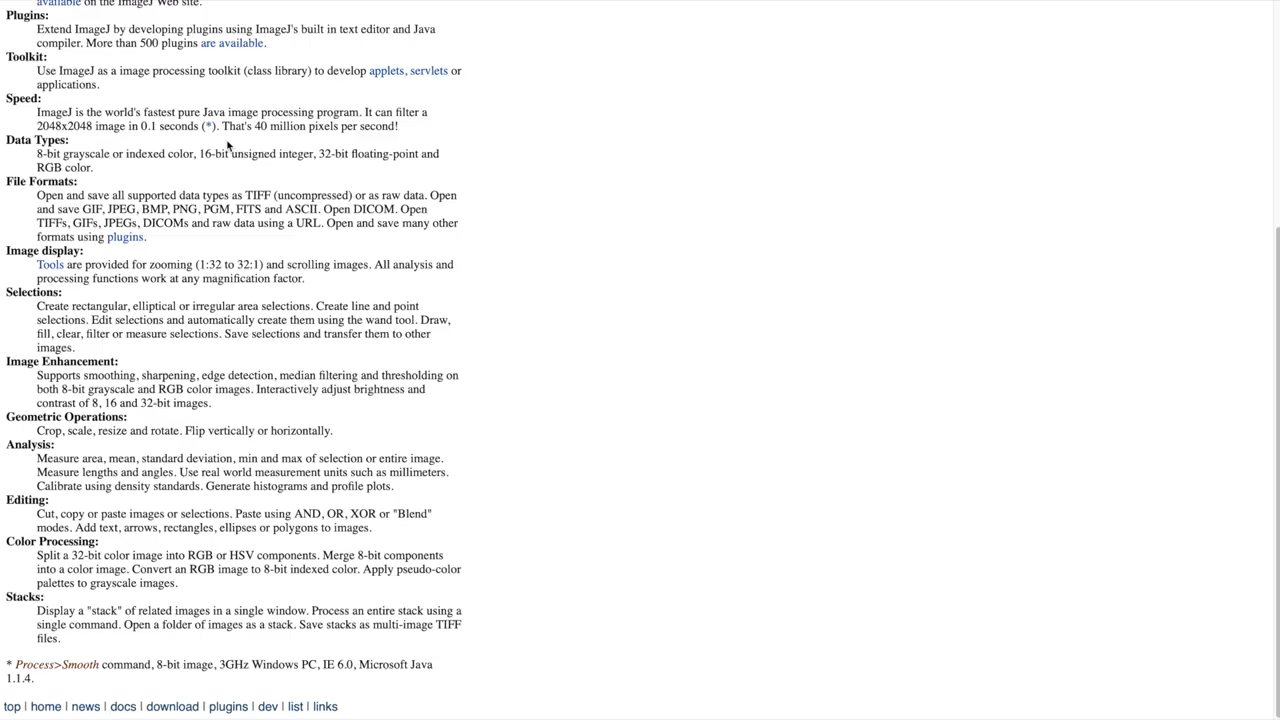 available on the ImageJ Web site.
Plugins:
Extend ImageJ by developing plugins using ImageJ's built in text editor and Java
compiler. More than 500 plugins are available.
Toolkit:
Use ImageJ as a image processing toolkit (class library) to develop applets, servlets or
applications.
Speed:
ImageJ is the world's fastest pure Java image processing program. It can filter a
2048x2048 image in 0.1 seconds (*). That's 40 million pixels per second!
Data Types:
8-bit grayscale or indexed color, 16-bit unsigned integer, 32-bit floating-point and
RGB color.
File Formats:
Open and save all supported data types as TIFF (uncompressed) or as raw data. Open
and save GIF, JPEG, BMP, PNG, PGM, FITS and ASCII. Open DICOM. Open
TIFFs, GIFs, JPEGs, DICOMs and raw data using a URL. Open and save many other
formats using plugins.
Image display:
Tools are provided for zooming (1:32 to 32:1) and scrolling images. All analysis and
processing functions work at any magnification factor.
Selections:
Create rectangular, elliptical or irregular area selections. Create line and point
selections. Edit selections and automatically create them using the wand tool. Draw,
fill, clear, filter or measure selections. Save selections and transfer them to other
images.
Image Enhancement:
Supports smoothing, sharpening, edge detection, median filtering and thresholding on
both 8-bit grayscale and RGB color images. Interactively adjust brightness and
contrast of 8, 16 and 32-bit images.
Geometric Operations:
Crop, scale, resize and rotate. Flip vertically or horizontally.
Analysis:
Measure area, mean, standard deviation, min and max of selection or entire image.
Measure lengths and angles. Use real world measurement units such as millimeters.
Calibrate using density standards. Generate histograms and profile plots.
Editing:
Cut, copy or paste images or selections. Paste using AND, OR, XOR or "Blend"
modes. Add text, arrows, rectangles, ellipses or polygons to images.
Color Processing:
Split a 32-bit color image into RGB or HSV components. Merge 8-bit components
into a color image. Convert an RGB image to 8-bit indexed color. Apply pseudo-color
palettes to grayscale images.
Stacks:
Display a "stack" of related images in a single window. Process an entire stack using a
single command. Open a folder of images as a stack. Save stacks as multi-image TIFF
files.
* Process>Smooth command, 8-bit image, 3GHz Windows PC, IE 6.0, Microsoft Java
1.1.4.
top | home | news | docs | download | plugins | dev | list | links